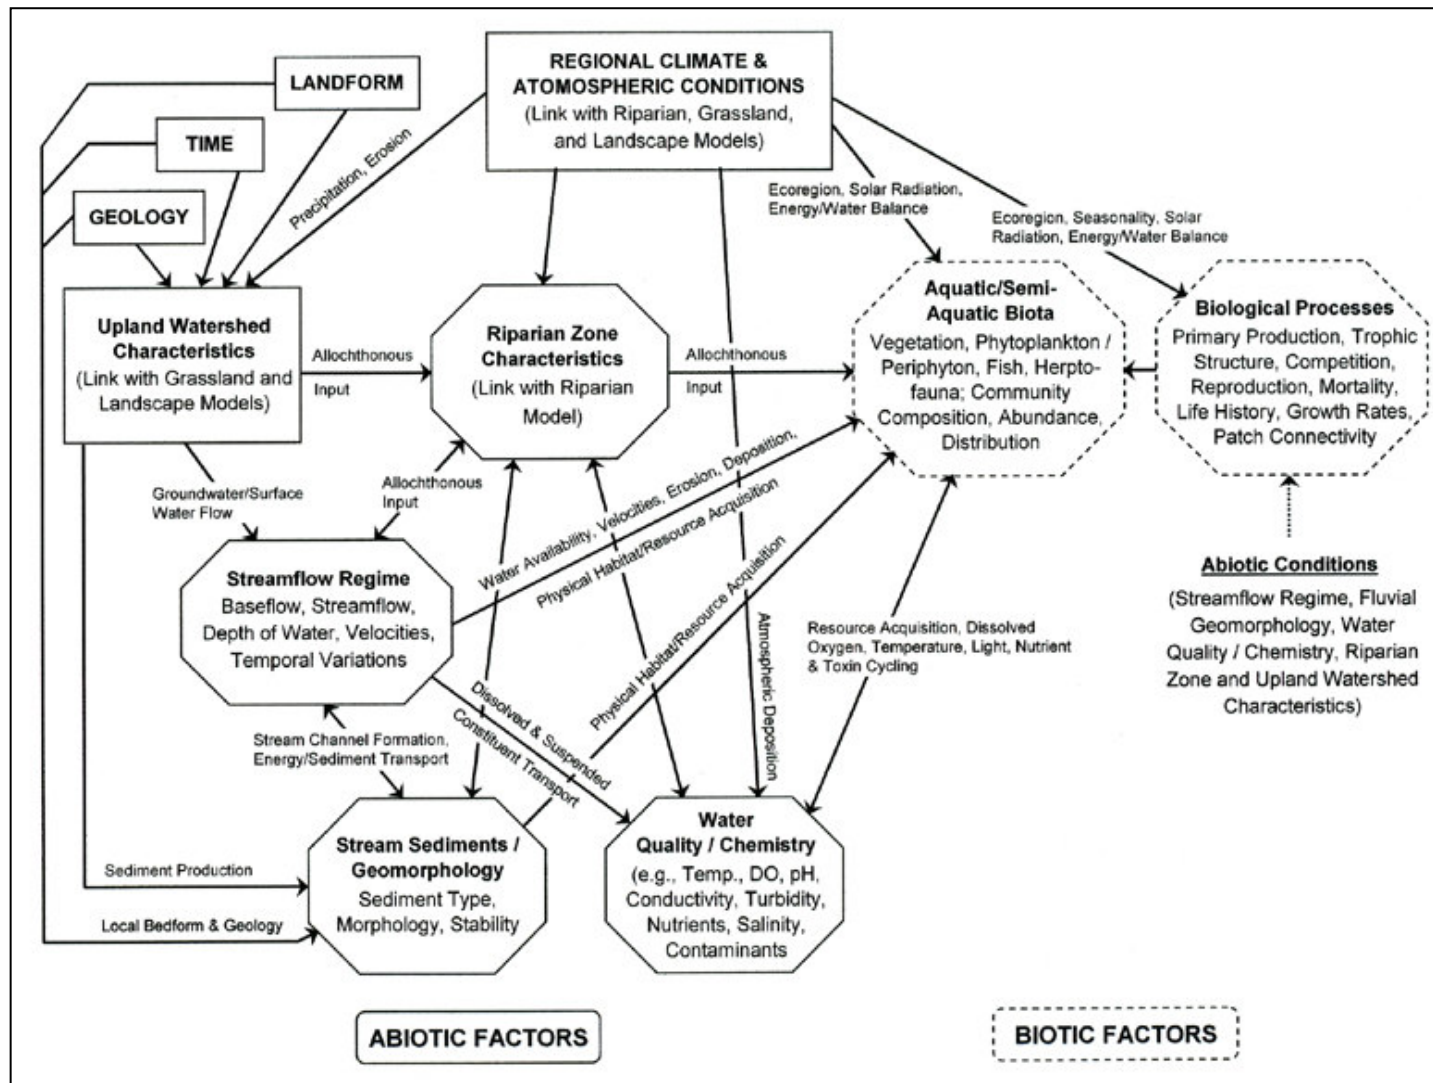 REGIONAL CLIMATE &
ATOMOSPHERIC CONDITIONS
(Link with Riparian, Grassland,
and Landscape Models)
LANDFORM
TIME
GEOLOGY
Precipitation, Erosion
Ecoregion, Solar Radiation,
Energy/Water Balance
Ecoregion, Seasonality, Solar
Radiation, Energy/Water Balance
Upland Watershed
Characteristics
(Link with Grassland and
Landscape Models)
Allochthonous
Input
Riparian Zone
Characteristics
(Link with Riparian
Model)
Allochthonous
Input
Aquatic/Semi-
Aquatic Biota
Vegetation, Phytoplankton /
Periphyton, Fish, Herpto-
fauna; Community
Composition, Abundance,
Distribution
Biological Processes
Primary Production, Trophic
Structure, Competition,
Reproduction, Mortality,
Life History, Growth Rates,
Patch Connectivity
Groundwater/Surface
Water Flow
Allochthonous
Input
Water Availability, Velocities, Erosion, Deposition,
Physical Habitat/Resource Acquisition
Streamflow Regime
Baseflow, Streamflow,
Depth of Water, Velocities,
Temporal Variations
Physical Habitat/Resource Acquisition
Atmospheric Deposition
Abiotic Conditions
(Streamflow Regime, Fluvial
Geomorphology, Water
Quality / Chemistry, Riparian
Zone and Upland Watershed
Characteristics)
Resource Acquisition, Dissolved
Oxygen, Temperature, Light, Nutrient
& Toxin Cycling
Dissolved & Suspended
Constituent Transport
Stream Channel Formation,
Energy/Sediment Transport
Stream Sediments /
Geomorphology
Sediment Type,
Morphology, Stability
Water
Quality / Chemistry
(e.g., Temp., DO, pH,
Conductivity, Turbidity,
Nutrients, Salinity,
Contaminants
Sediment Production
Local Bedform & Geology
ABIOTIC FACTORS
BIOTIC FACTORS